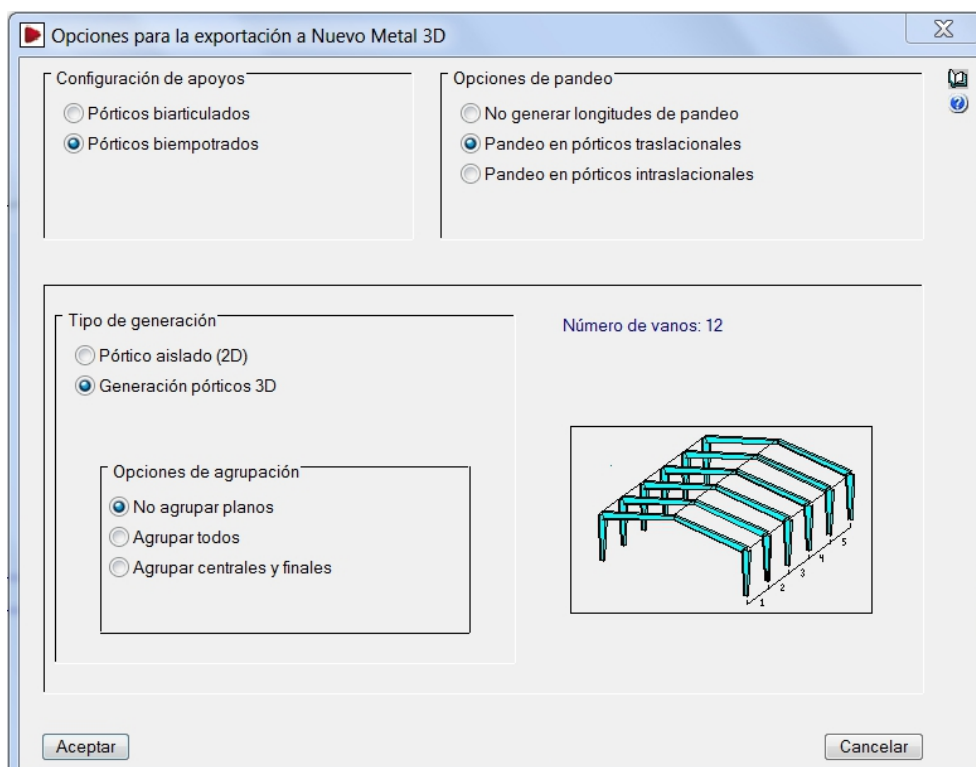 Opciones para la exportación a Nuevo Metal 3D
Configuración de apoyos
Pórticos biarticulados
Pórticos biempotrados
Opciones de pandeo
No generar longitudes de pandeo
Pandeo en pórticos traslacionales
Pandeo en pórticos intraslacionales
Tipo de generación
Pórtico aislado (2D)
Generación pórticos 3D
Opciones de agrupación
No agrupar planos
Agrupar todos
Agrupar centrales y finales
Número de vanos: 12
1
2
3
4
5
Aceptar
Cancelar